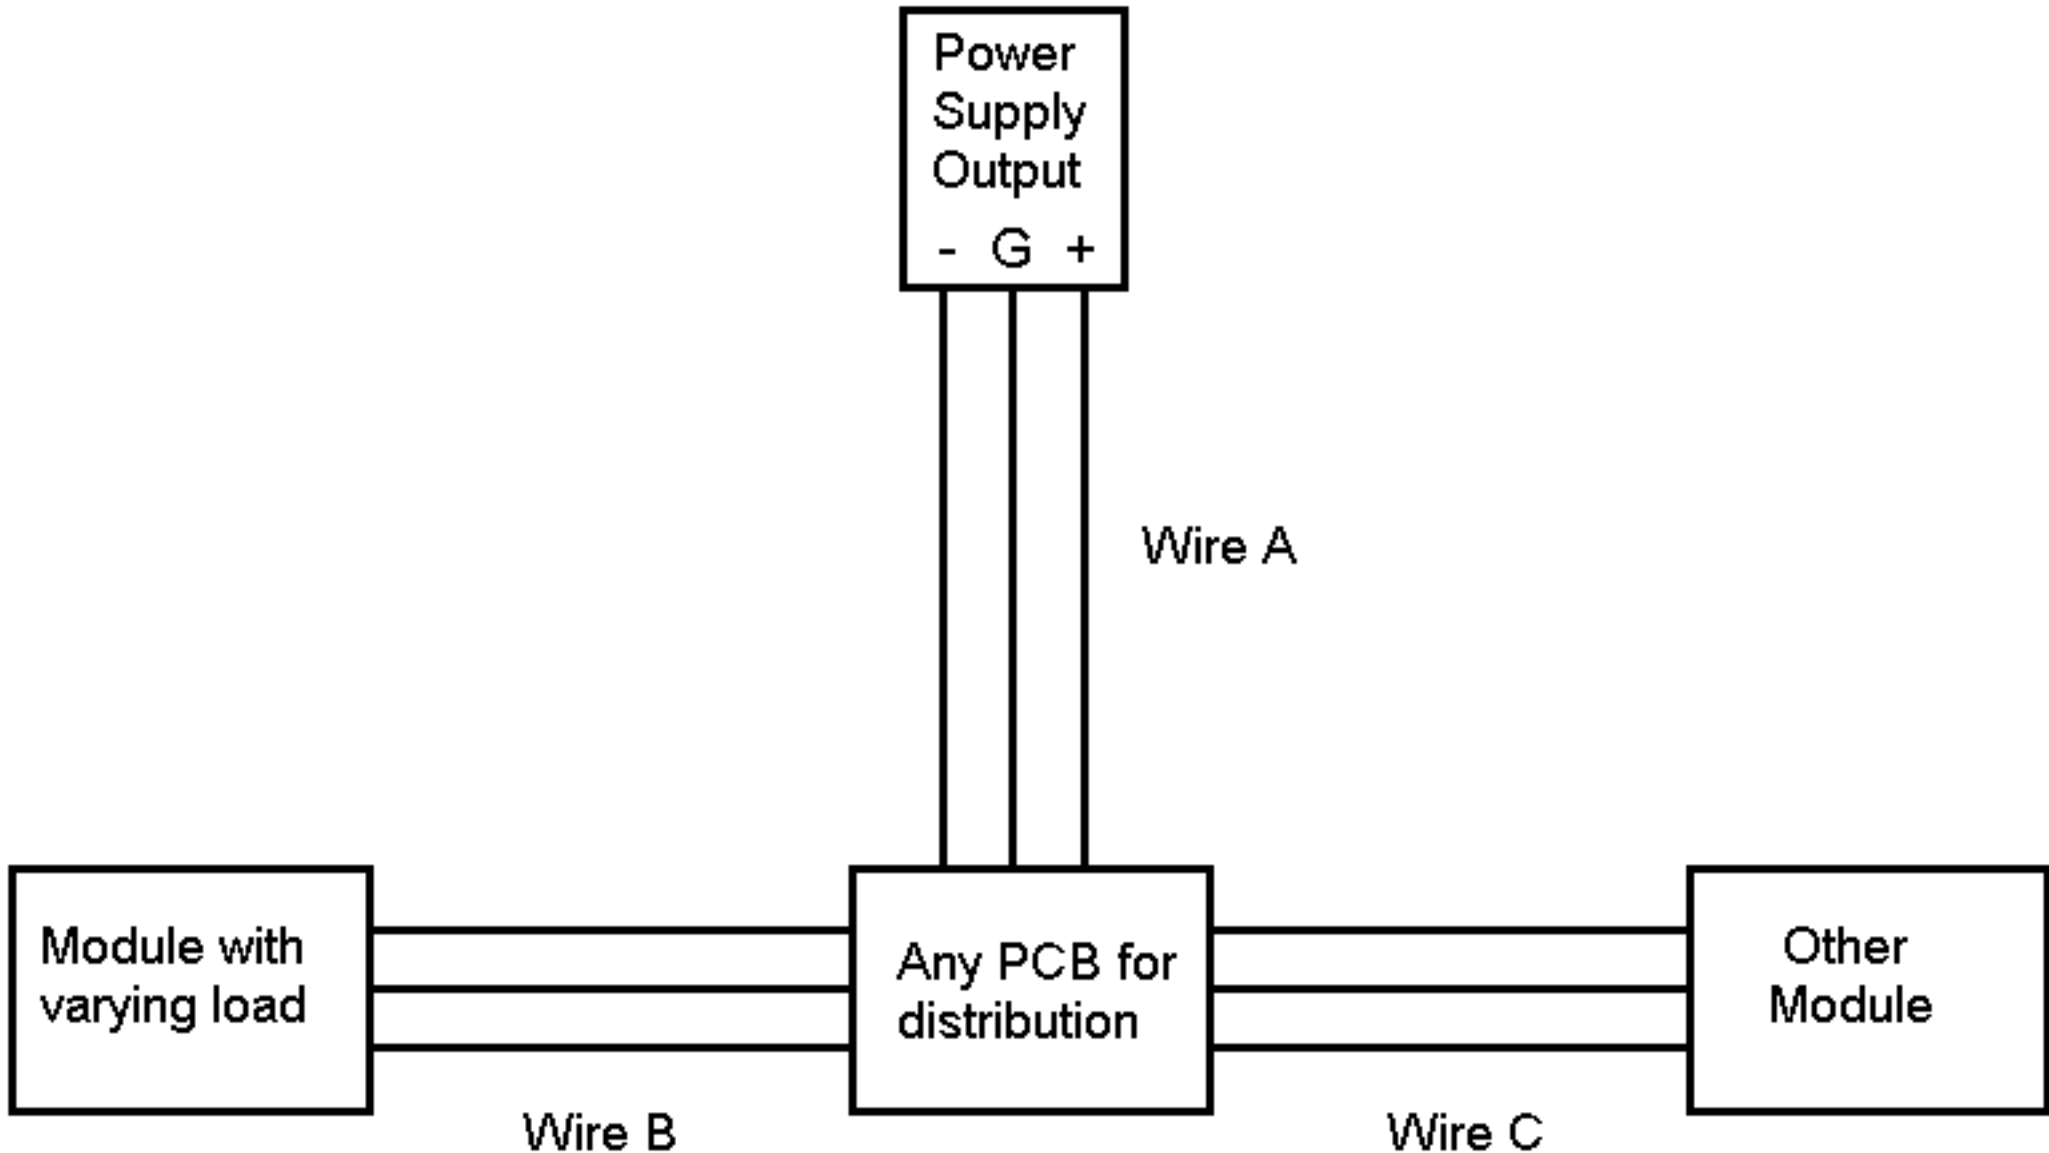 Power
Supply
Output
- G +
Wire A
Module with
varying load
Any PCB for
distribution
Other
Module
Wire B
Wire C